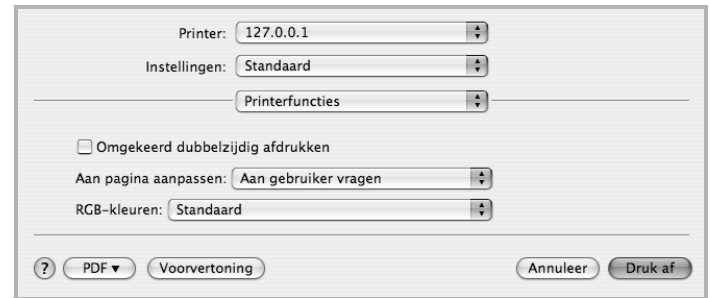 Printer: 127.0.0.1
Instellingen: Standaard
Printerfuncties
Omgekeerd dubbelzijdig afdrukken
Aan pagina aanpassen: Aan gebruiker vragen
RGB-kleuren: Standaard
? PDF ▼ Voorvertoning Annuleer Druk af